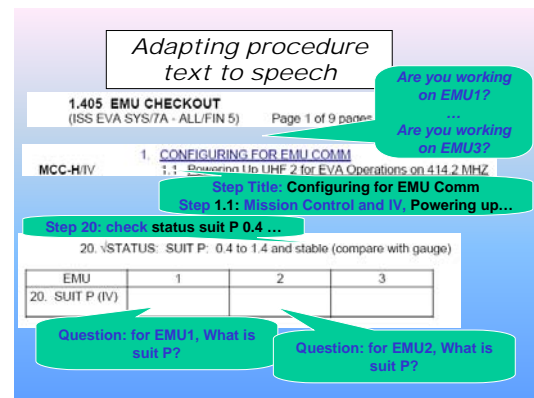 Adapting procedure
text to speech
Are you working
on EMU1?
...
Are you working
on EMU3?
1.405 EMU CHECKOUT
(ISS EVA SYS/7A - ALL/FIN 5) Page 1 of 9 pages
1. CONFIGURING FOR EMU COMM
MCC-H/IV 1.1 Powering Up UHF 2 for EVA Operations on 414.2 MHZ
Step Title: Configuring for EMU Comm
Step 1.1: Mission Control and IV, Powering up…
Step 20: check status suit P 0.4 …
20. √STATUS: SUIT P: 0.4 to 1.4 and stable (compare with gauge)
EMU 1 2 3
20. SUIT P (IV)
Question: for EMU1, What is
suit P?
Question: for EMU2, What is
suit P?